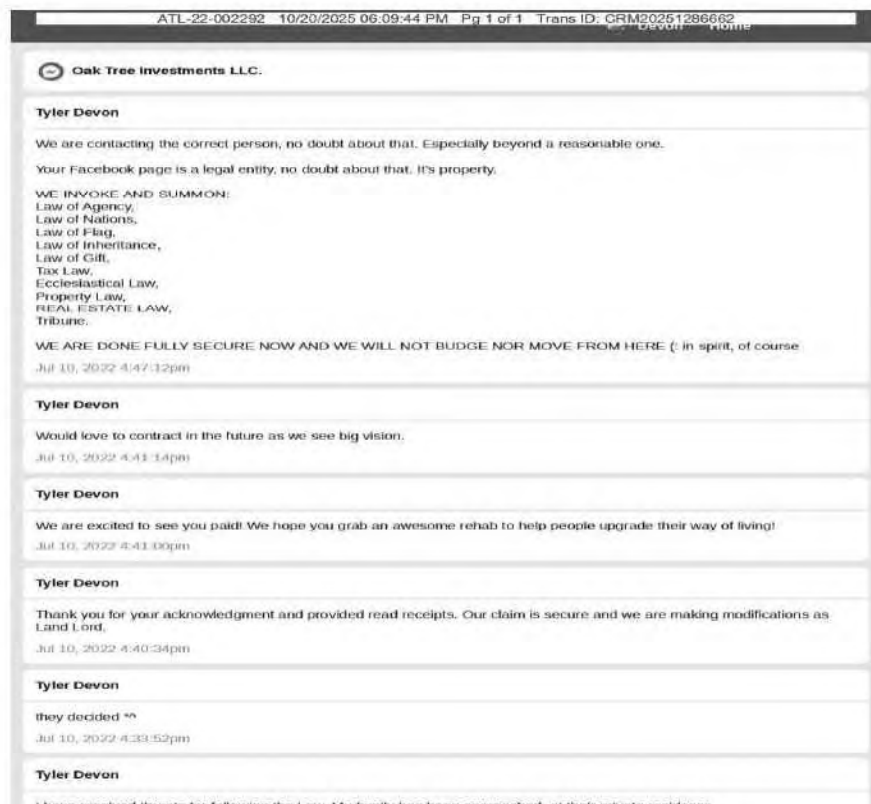 ATL-22-002292 10/20/2025 06:09:44 PM Pg 1 of 1 Trans ID: CRM20251286662
Devon Home
Oak Tree Investments LLC.
Tyler Devon
We are contacting the correct person, no doubt about that. Especially beyond a reasonable one.
Your Facebook page is a legal entity, no doubt about that. It's property.
WE INVOKE AND SUMMON:
Law of Agency,
Law of Nations,
Law of Flag,
Law of Inheritance,
Law of Gift,
Tax Law,
Ecclesiastical Law,
Property Law,
REAL ESTATE LAW,
Tribune.
WE ARE DONE FULLY SECURE NOW AND WE WILL NOT BUDGE NOR MOVE FROM HERE (: in spirit, of course
Jul 10, 2022 4:47:12pm
Tyler Devon
Would love to contract in the future as we see big vision.
Jul 10, 2022 4:41:14pm
Tyler Devon
We are excited to see you paid! We hope you grab an awesome rehab to help people upgrade their way of living!
Jul 10, 2022 4:41:00pm
Tyler Devon
Thank you for your acknowledgment and provided read receipts. Our claim is secure and we are making modifications as
Land Lord.
Jul 10, 2022 4:40:34pm
Tyler Devon
they decided *^
Jul 10, 2022 4:33:52pm
Tyler Devon